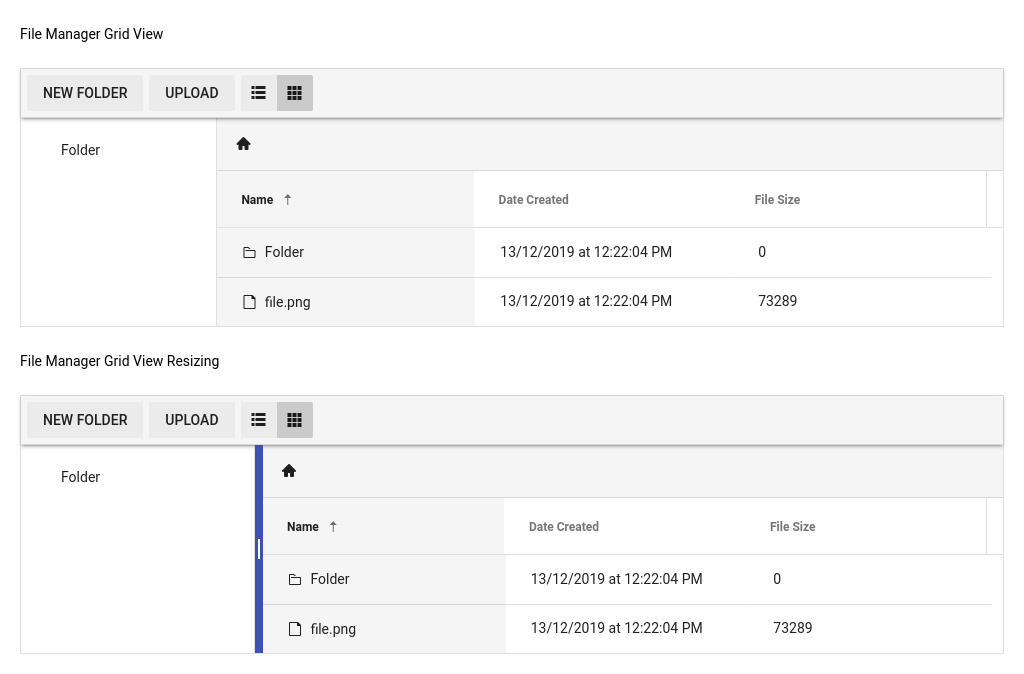 File Manager Grid View
NEW FOLDER UPLOAD
Folder
Name Date Created File Size
Folder 13/12/2019 at 12:22:04 PM 0
file.png 13/12/2019 at 12:22:04 PM 73289
File Manager Grid View Resizing
NEW FOLDER UPLOAD
Folder
Name Date Created File Size
Folder 13/12/2019 at 12:22:04 PM 0
file.png 13/12/2019 at 12:22:04 PM 73289